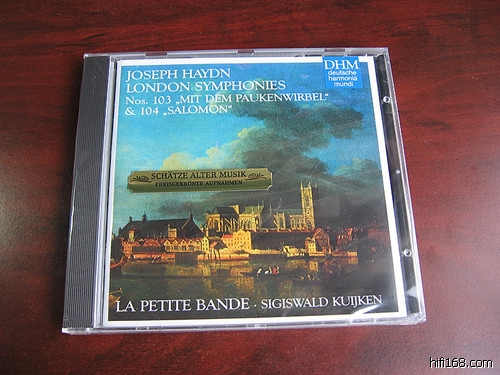 JOSEPH HAYDN
LONDON SYMPHONIES
Nos. 103 „MIT DEM PAUKENWIRBEL“
& 104 „SALOMON“
DHM
deutsche
harmonia
mundi
SCHÄTZE ALTER MUSIK
PREISGEKRÖNTE AUFNAHMEN
LA PETITE BANDE · SIGISWALD KUIJKEN
hifi168.com